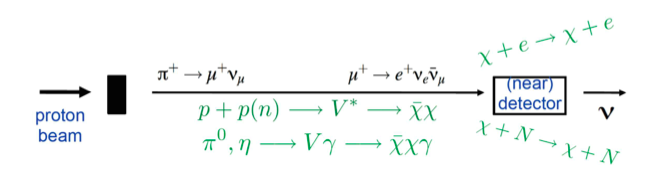 χ + e → χ + e
π⁺ → μ⁺ν_μ
μ⁺ → e⁺ν_e ν̄_μ
(near)
detector
proton
beam
p + p(n) ⟶ V* ⟶ χ̄χ
ν
π⁰, η ⟶ Vγ ⟶ χ̄χγ
χ + N → χ + N